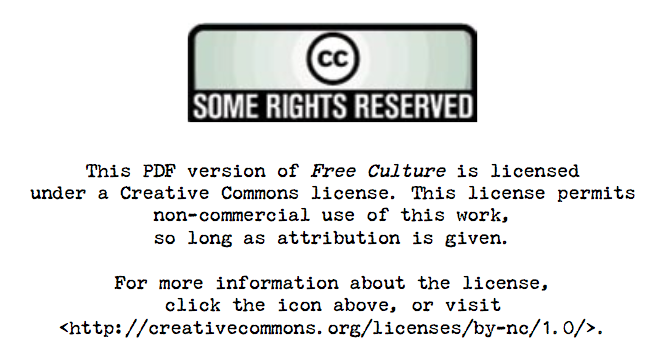 cc
SOME RIGHTS RESERVED
This PDF version of Free Culture is licensed
under a Creative Commons license. This license permits
non-commercial use of this work,
so long as attribution is given.
For more information about the license,
click the icon above, or visit
<http://creativecommons.org/licenses/by-nc/1.0/>.